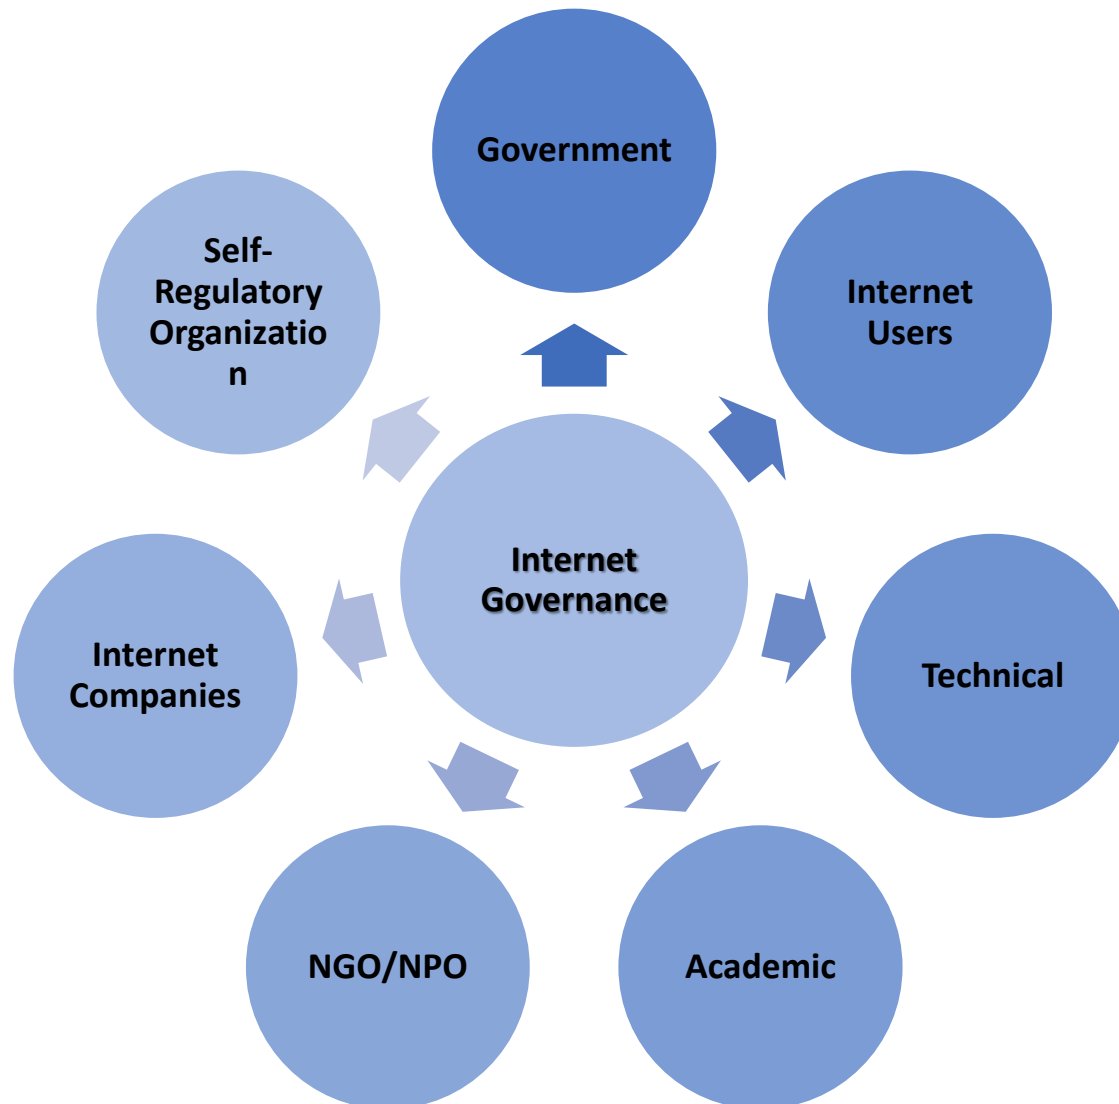 Government
Internet
Users
Technical
Academic
NGO/NPO
Internet
Companies
Self-
Regulatory
Organizatio
n
Internet
Governance